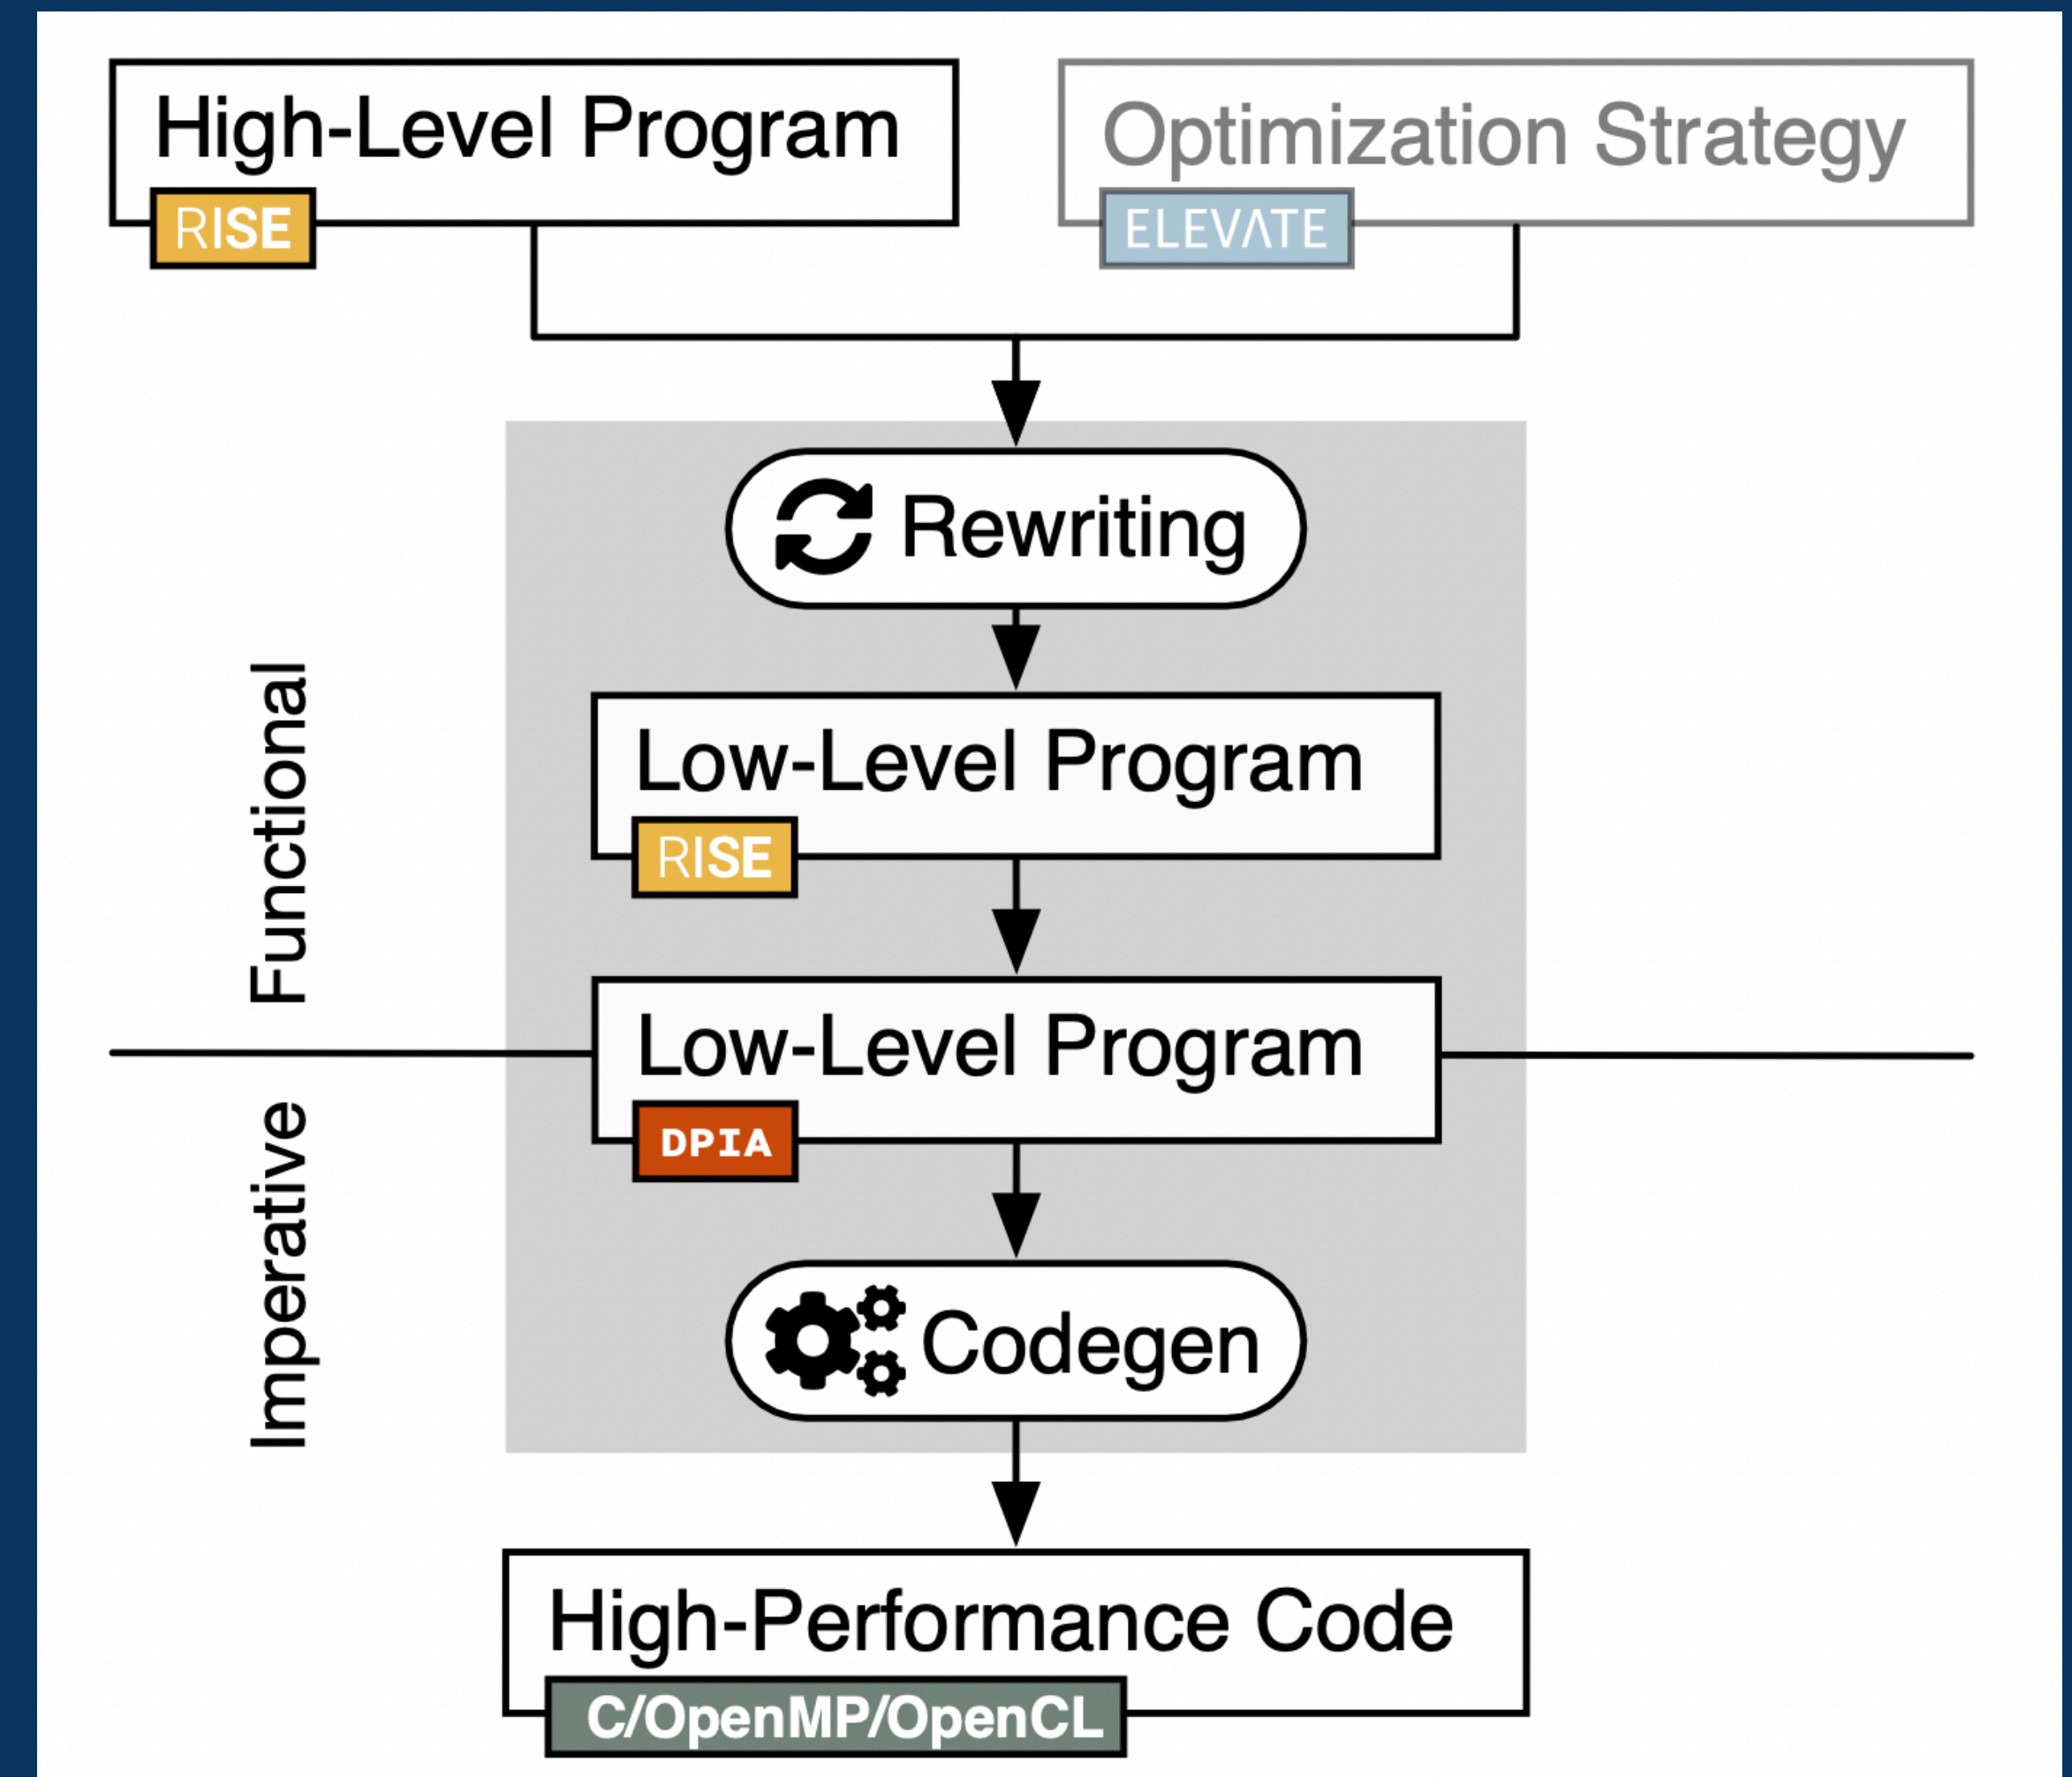 High-Level Program
RISE
Optimization Strategy
ELEVΛTE
Rewriting
Functional
Low-Level Program
RISE
Low-Level Program
DPIA
Imperative
Codegen
High-Performance Code
C/OpenMP/OpenCL